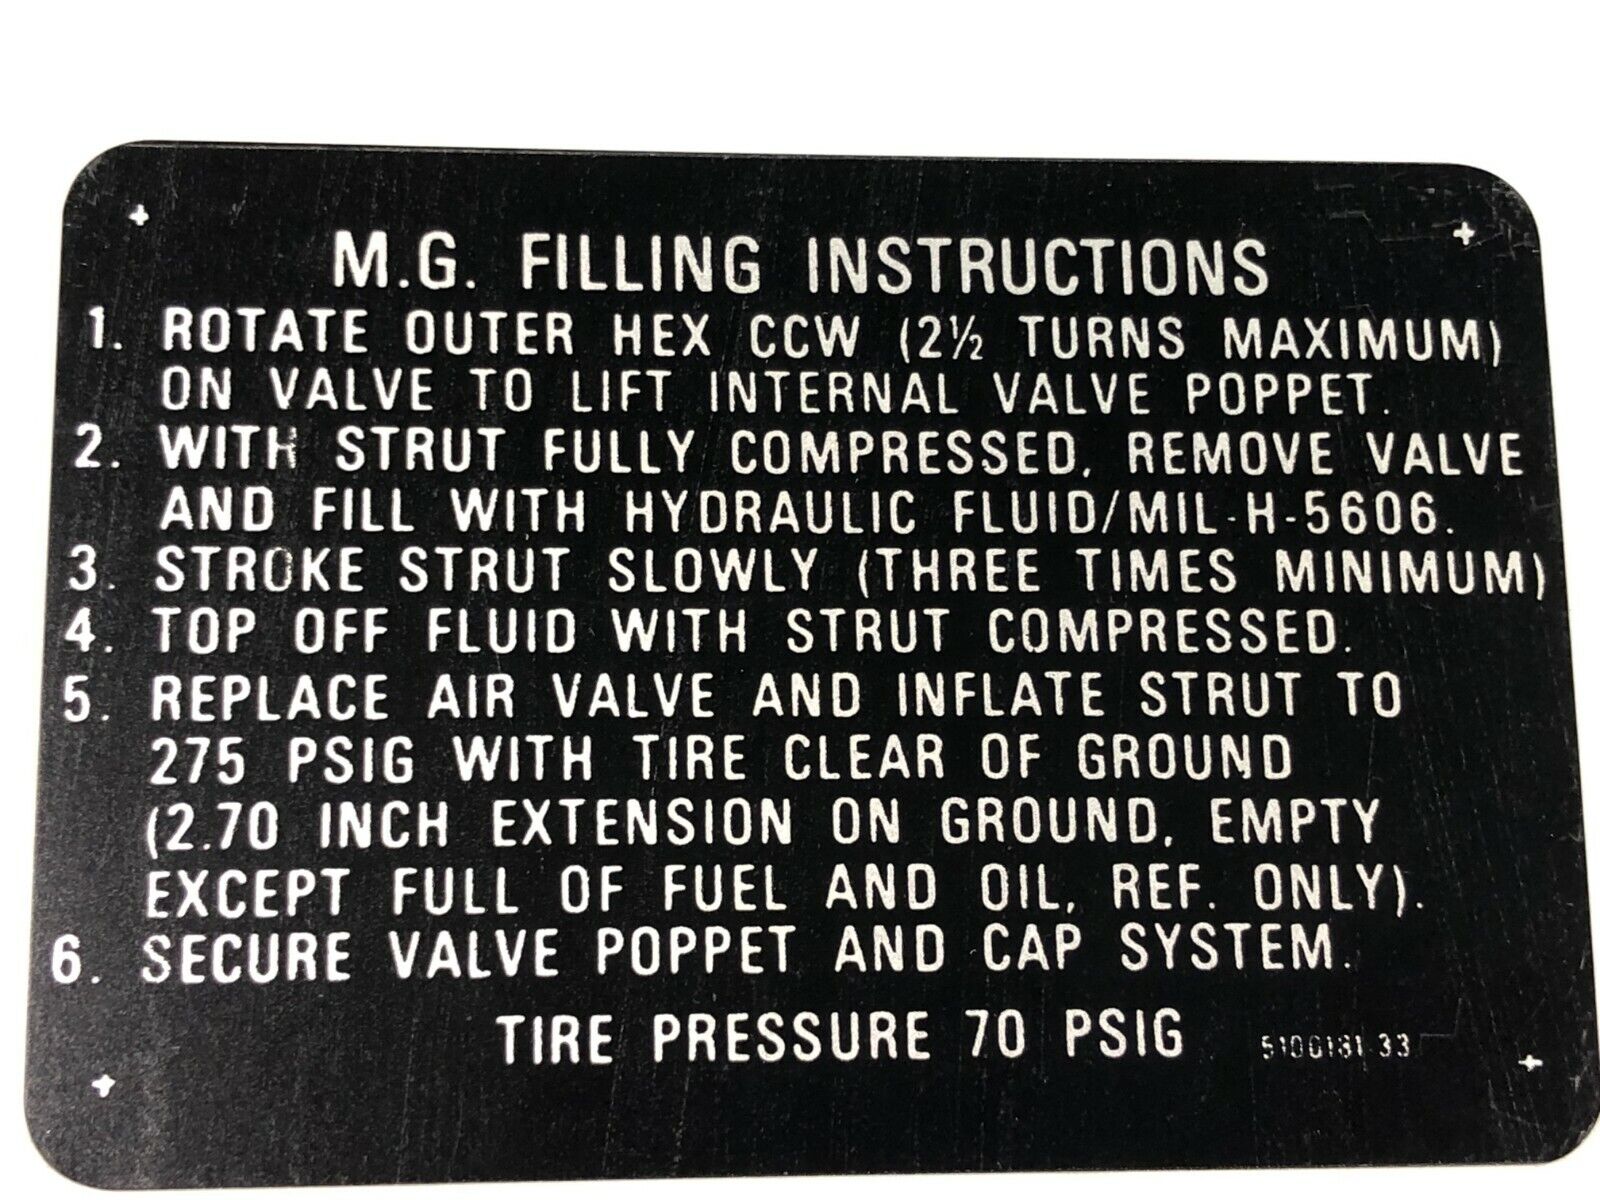 M.G. FILLING INSTRUCTIONS
1. ROTATE OUTER HEX CCW (2½ TURNS MAXIMUM)
ON VALVE TO LIFT INTERNAL VALVE POPPET.
2. WITH STRUT FULLY COMPRESSED, REMOVE VALVE
AND FILL WITH HYDRAULIC FLUID/MIL-H-5606.
3. STROKE STRUT SLOWLY (THREE TIMES MINIMUM)
4. TOP OFF FLUID WITH STRUT COMPRESSED.
5. REPLACE AIR VALVE AND INFLATE STRUT TO
275 PSIG WITH TIRE CLEAR OF GROUND
(2.70 INCH EXTENSION ON GROUND, EMPTY
EXCEPT FULL OF FUEL AND OIL, REF. ONLY).
6. SECURE VALVE POPPET AND CAP SYSTEM.
TIRE PRESSURE 70 PSIG 5100181-33